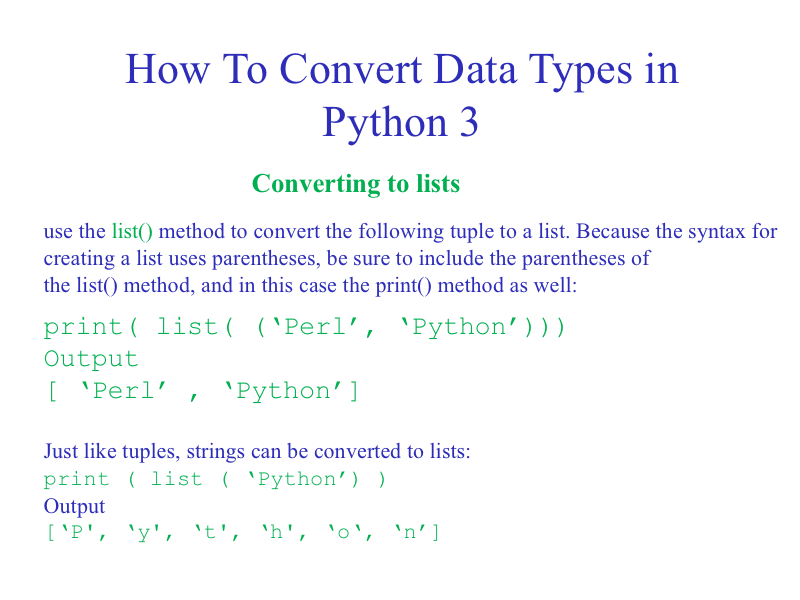 How To Convert Data Types in
Python 3
Converting to lists
use the list() method to convert the following tuple to a list. Because the syntax for
creating a list uses parentheses, be sure to include the parentheses of
the list() method, and in this case the print() method as well:
print( list( (‘Perl’, ‘Python’)))
Output
[ ‘Perl’ , ‘Python’]
Just like tuples, strings can be converted to lists:
print ( list ( ‘Python’) )
Output
[‘P', ‘y', ‘t', ‘h', ‘o‘, ‘n’]